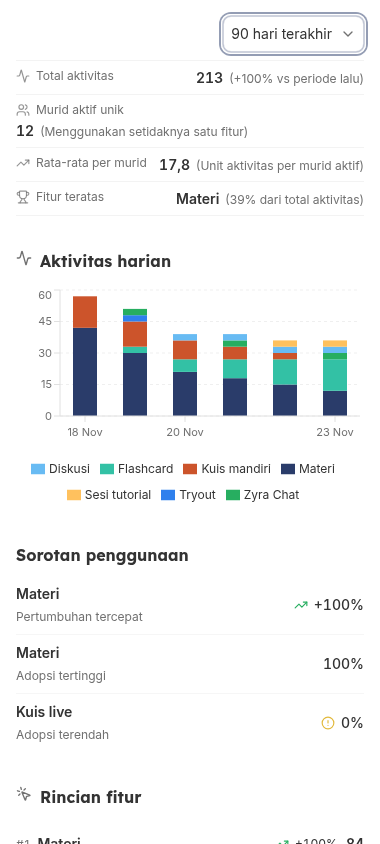 90 hari terakhir
Total aktivitas 213 (+100% vs periode lalu)
Murid aktif unik
12 (Menggunakan setidaknya satu fitur)
Rata-rata per murid 17,8 (Unit aktivitas per murid aktif)
Fitur teratas Materi (39% dari total aktivitas)
Aktivitas harian
60
45
30
15
0
18 Nov 20 Nov 23 Nov
Diskusi Flashcard Kuis mandiri Materi
Sesi tutorial Tryout Zyra Chat
Sorotan penggunaan
Materi
Pertumbuhan tercepat
+100%
Materi
Adopsi tertinggi
100%
Kuis live
Adopsi terendah
0%
Rincian fitur
#1 Materi +100% 84